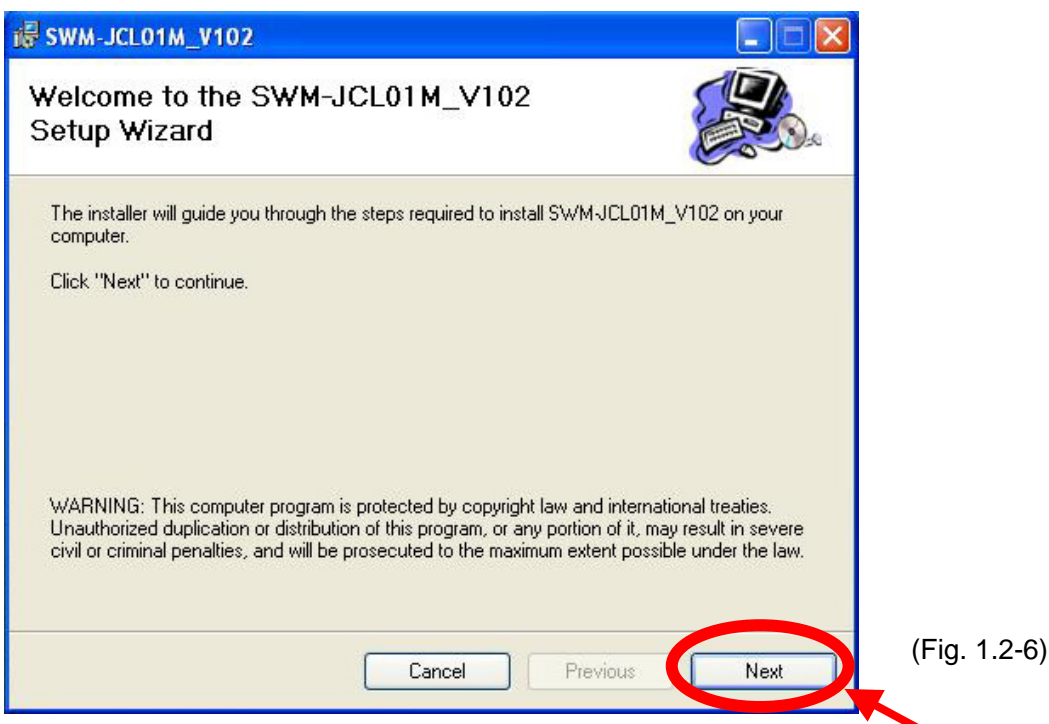 SWM-JCL01M_V102
Welcome to the SWM-JCL01M_V102
Setup Wizard
The installer will guide you through the steps required to install SWM-JCL01M_V102 on your
computer.
Click "Next" to continue.
WARNING: This computer program is protected by copyright law and international treaties.
Unauthorized duplication or distribution of this program, or any portion of it, may result in severe
civil or criminal penalties, and will be prosecuted to the maximum extent possible under the law.
Cancel Previous Next
(Fig. 1.2-6)